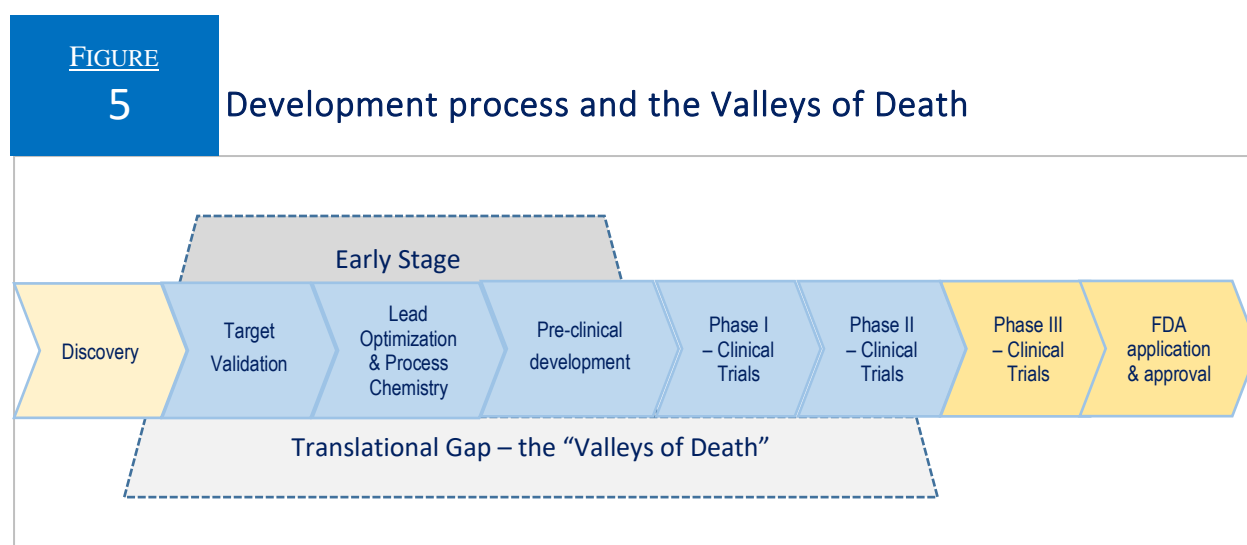 FIGURE
5
Development process and the Valleys of Death
Early Stage
Discovery
Target
Validation
Lead
Optimization
& Process
Chemistry
Pre-clinical
development
Phase I
– Clinical
Trials
Phase II
– Clinical
Trials
Phase III
– Clinical
Trials
FDA
application
& approval
Translational Gap – the “Valleys of Death”